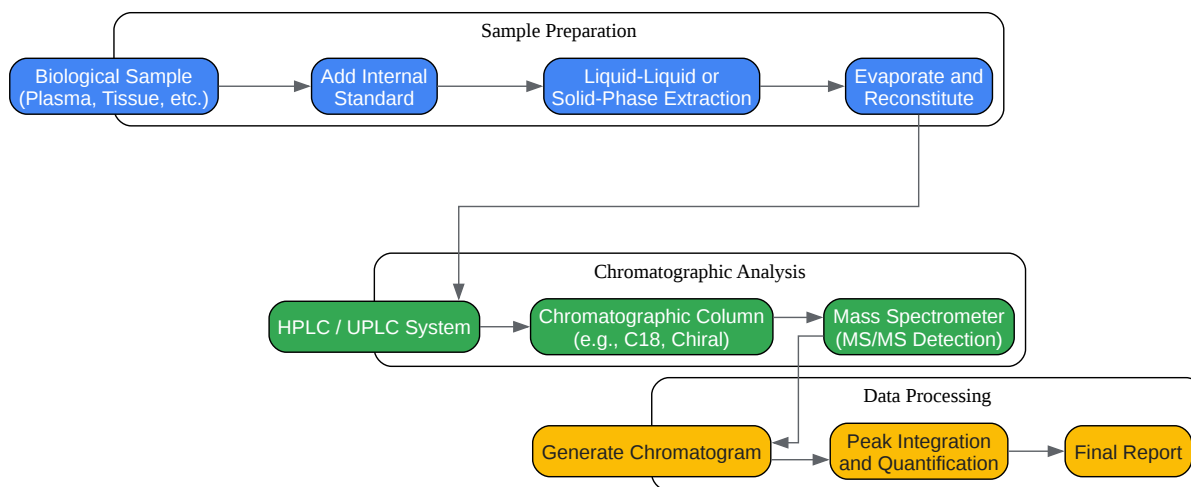 Sample Preparation
Biological Sample
(Plasma, Tissue, etc.)
Add Internal
Standard
Liquid-Liquid or
Solid-Phase Extraction
Evaporate and
Reconstitute
Chromatographic Analysis
HPLC / UPLC System
Chromatographic Column
(e.g., C18, Chiral)
Mass Spectrometer
(MS/MS Detection)
Data Processing
Generate Chromatogram
Peak Integration
and Quantification
Final Report